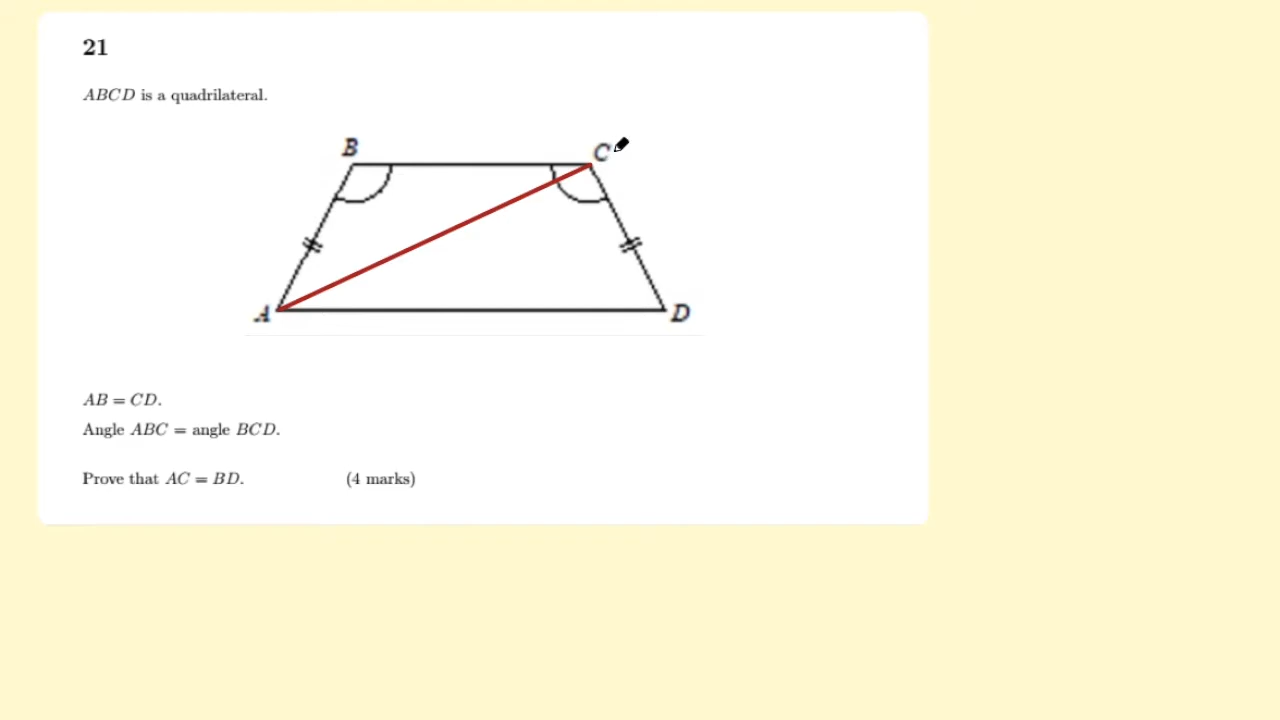 21
ABCD is a quadrilateral.
B
C
A
D
AB = CD.
Angle ABC = angle BCD.
Prove that AC = BD. (4 marks)